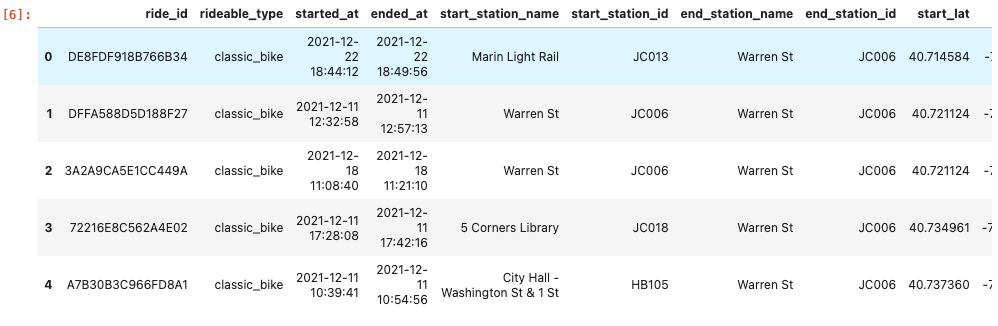 [6]:
ride_id rideable_type started_at ended_at start_station_name start_station_id end_station_name end_station_id start_lat
0 DE8FDF918B766B34 classic_bike 2021-12-22 18:44:12 2021-12-22 18:49:56 Marin Light Rail JC013 Warren St JC006 40.714584 -7
1 DFFA588D5D188F27 classic_bike 2021-12-11 12:32:58 2021-12-11 12:57:13 Warren St JC006 Warren St JC006 40.721124 -7
2 3A2A9CA5E1CC449A classic_bike 2021-12-18 11:08:40 2021-12-18 11:21:10 Warren St JC006 Warren St JC006 40.721124 -7
3 72216E8C562A4E02 classic_bike 2021-12-11 17:28:08 2021-12-11 17:42:16 5 Corners Library JC018 Warren St JC006 40.734961 -7
4 A7B30B3C966FD8A1 classic_bike 2021-12-11 10:39:41 2021-12-11 10:54:56 City Hall - Washington St & 1 St HB105 Warren St JC006 40.737360 -7